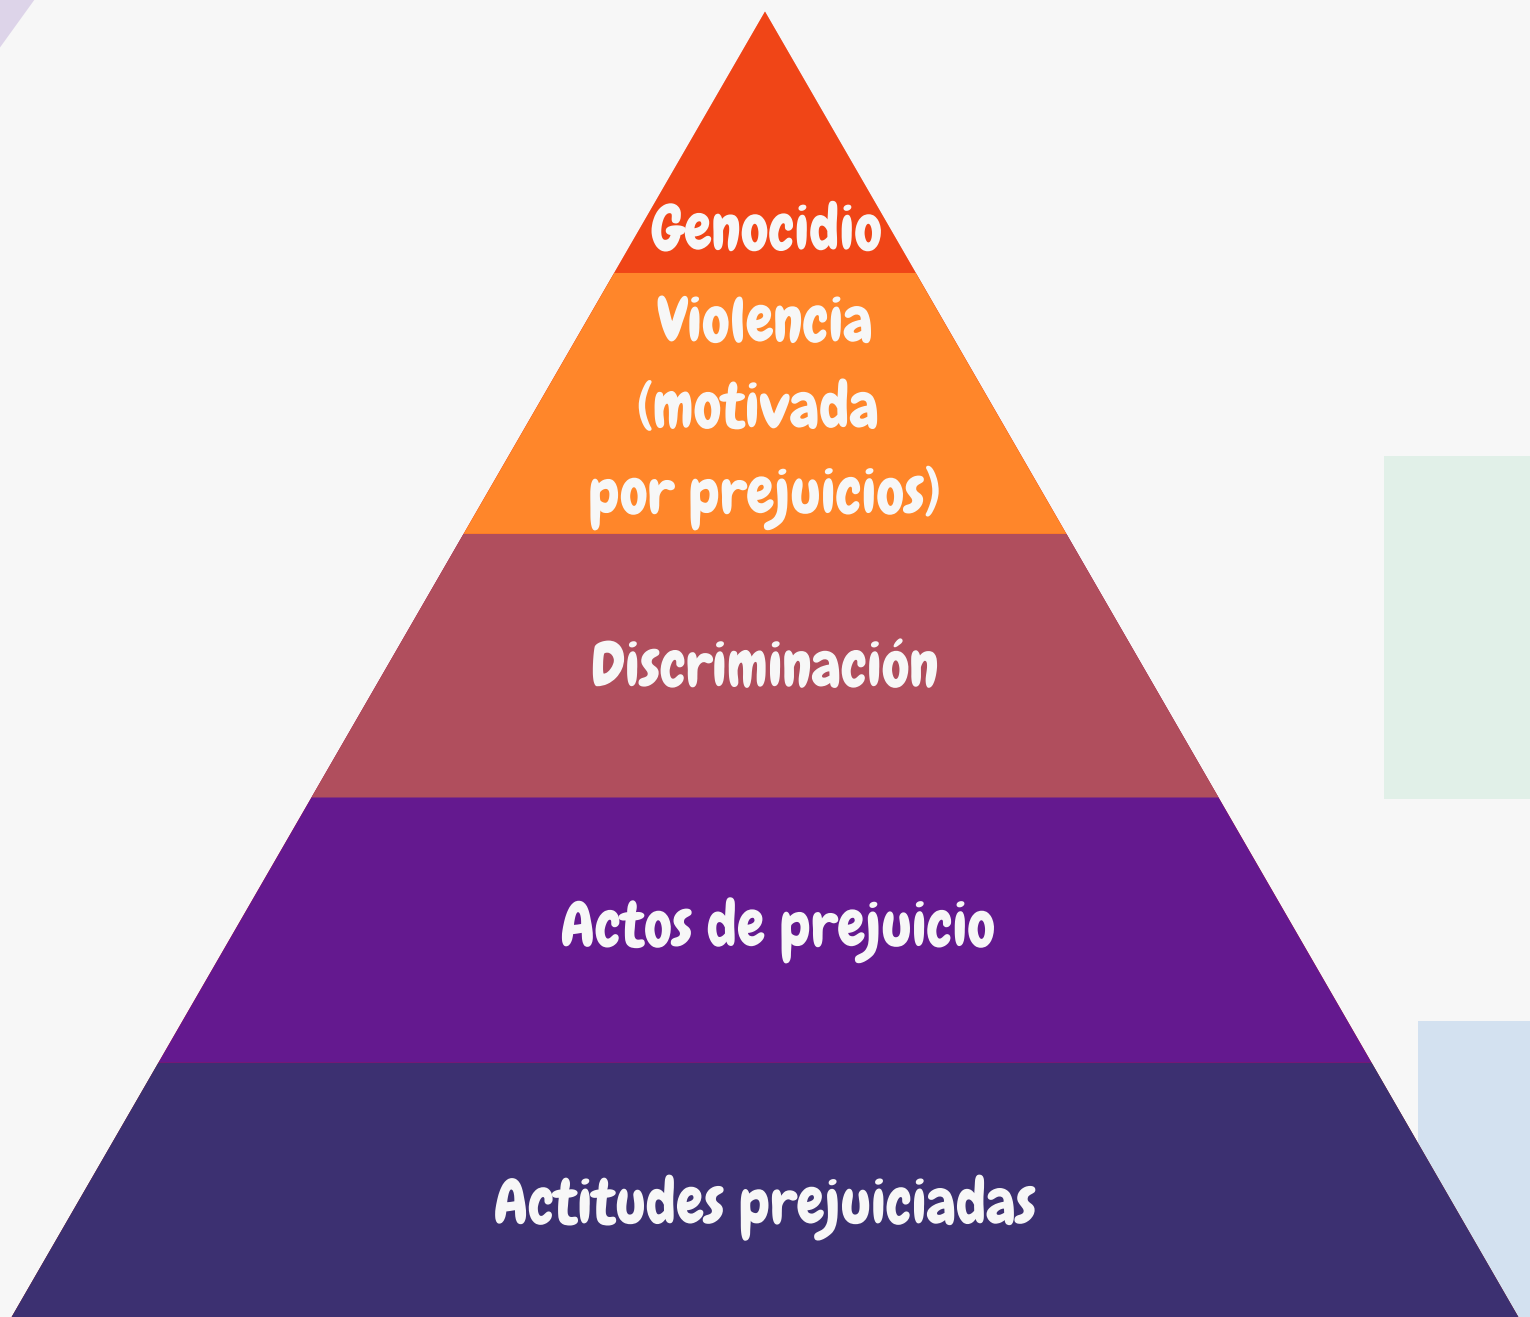 Genocidio
Violencia
(motivada
por prejuicios)
Discriminación
Actos de prejuicio
Actitudes prejuiciadas